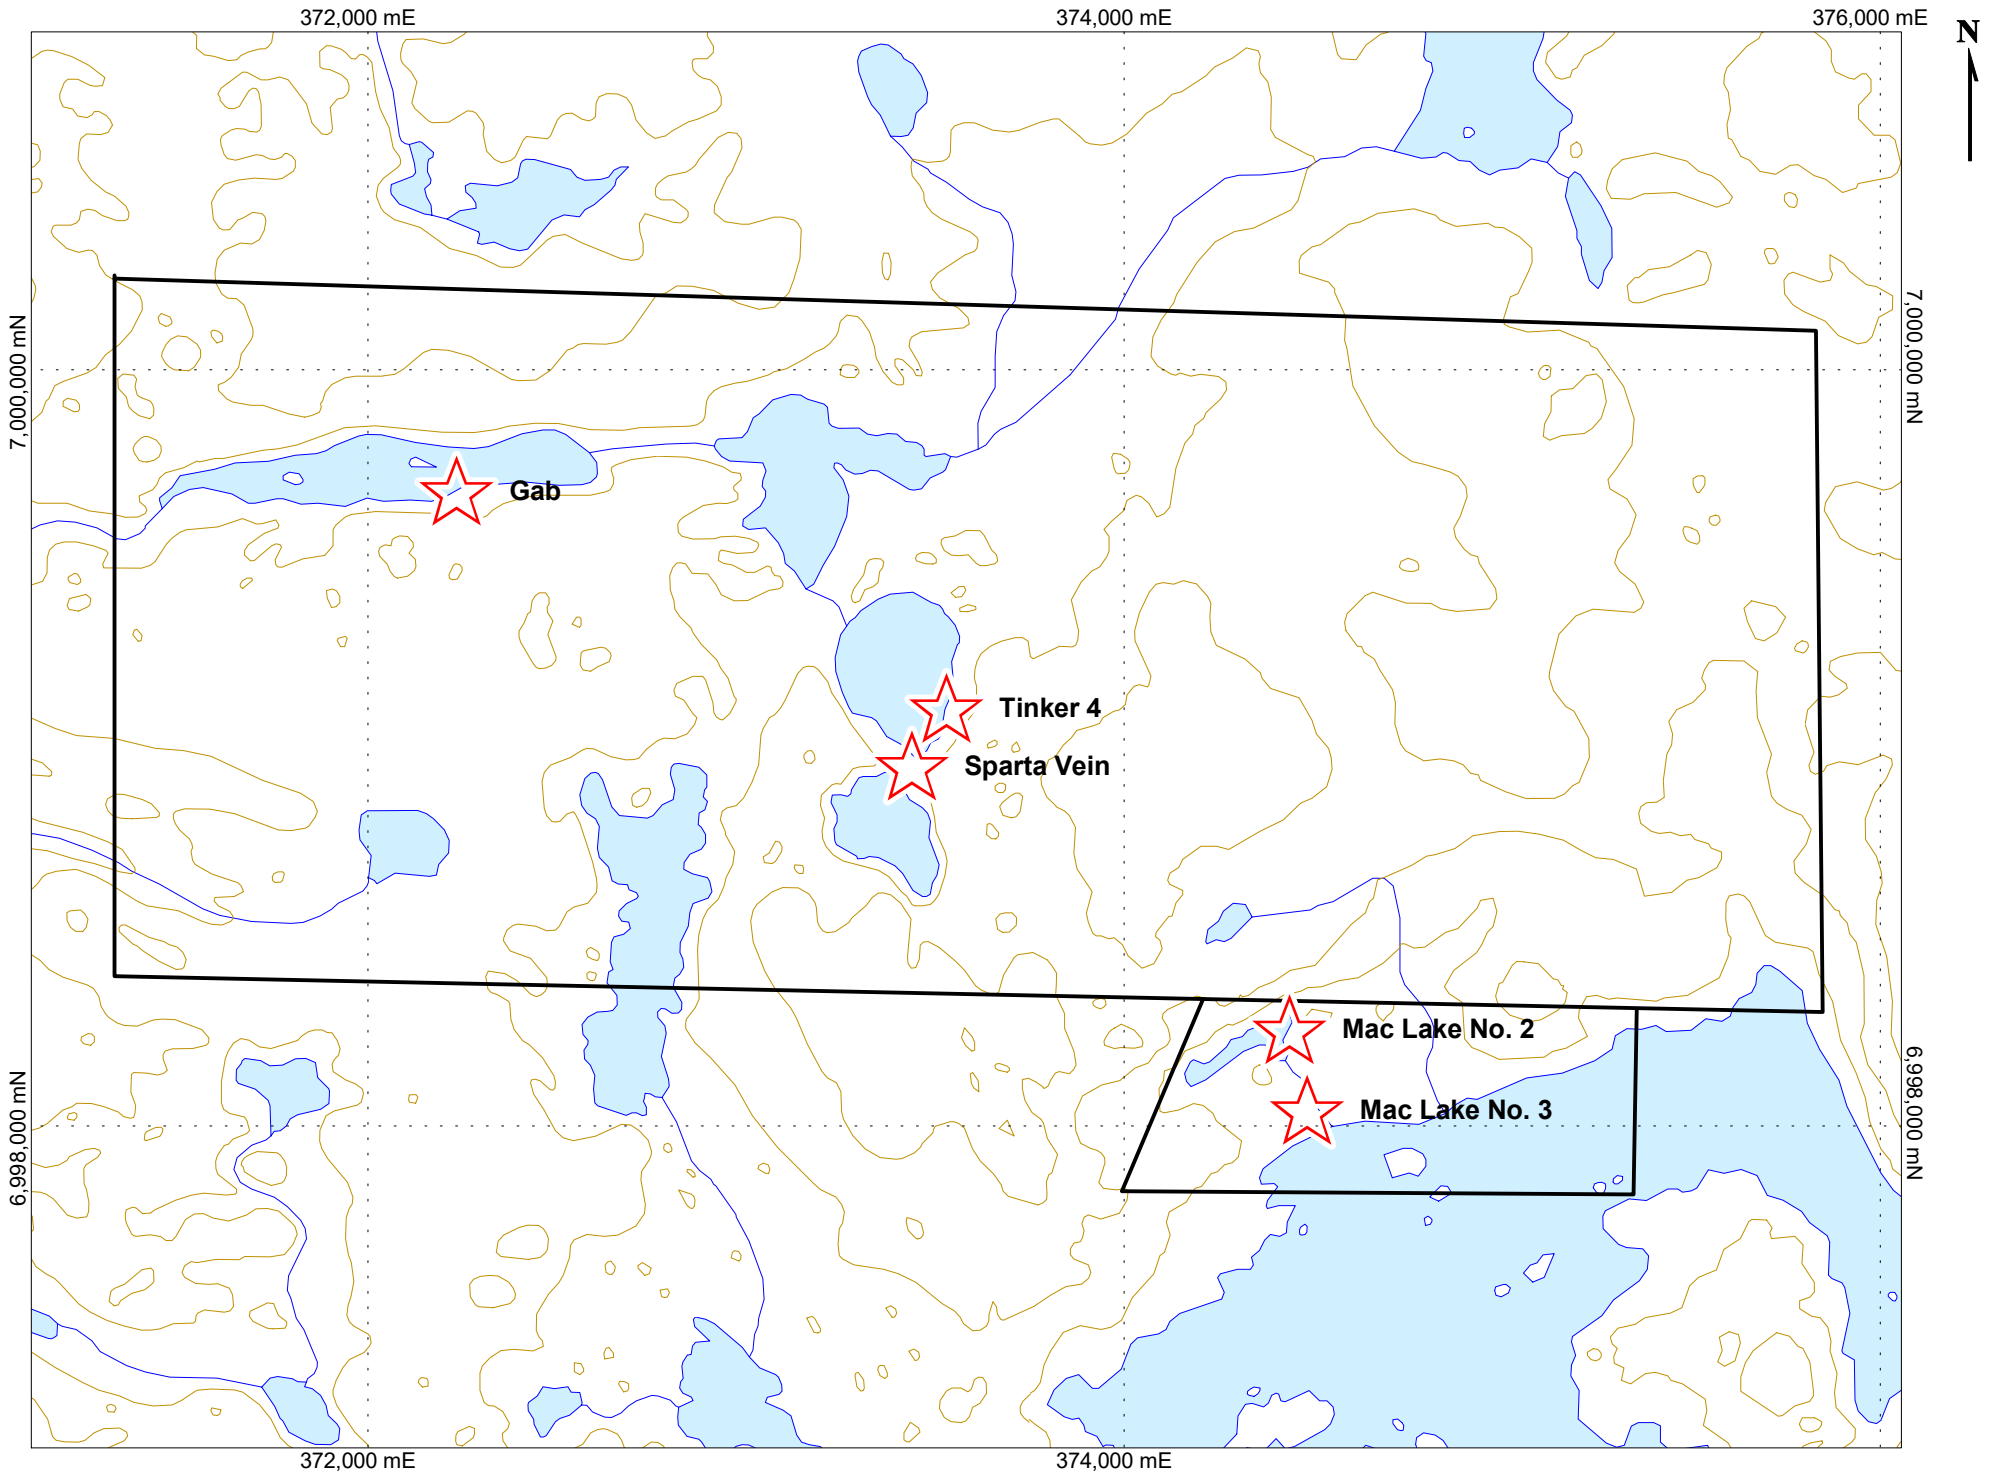 372,000 mE
374,000 mE
376,000 mE
N
7,000,000 mN
7,000,000 mN
Gab
Tinker 4
Sparta Vein
Mac Lake No. 2
Mac Lake No. 3
6,998,000 mN
6,998,000 mN
372,000 mE
374,000 mE